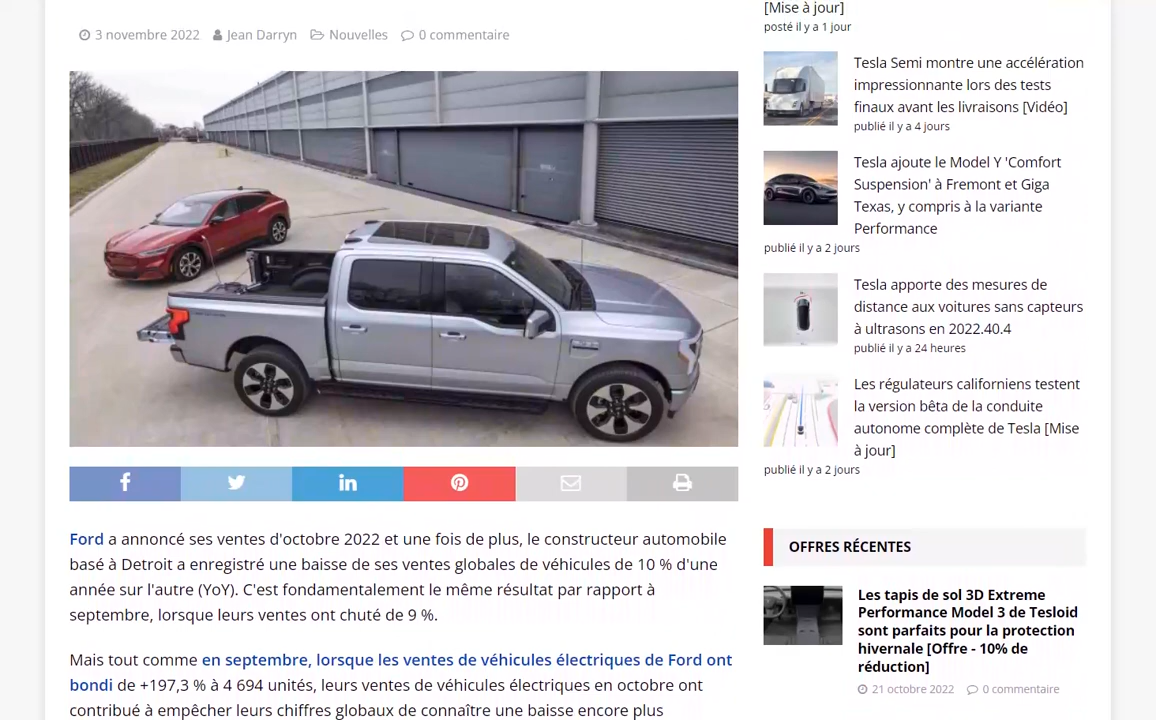 3 novembre 2022 Jean Darryn Nouvelles 0 commentaire
Ford a annoncé ses ventes d'octobre 2022 et une fois de plus, le constructeur automobile
basé à Detroit a enregistré une baisse de ses ventes globales de véhicules de 10 % d'une
année sur l'autre (YoY). C'est fondamentalement le même résultat par rapport à
septembre, lorsque leurs ventes ont chuté de 9 %.
Mais tout comme en septembre, lorsque les ventes de véhicules électriques de Ford ont
bondi de +197,3 % à 4 694 unités, leurs ventes de véhicules électriques en octobre ont
contribué à empêcher leurs chiffres globaux de connaître une baisse encore plus
[Mise à jour]
posté il y a 1 jour
Tesla Semi montre une accélération
impressionnante lors des tests
finaux avant les livraisons [Vidéo]
publié il y a 4 jours
Tesla ajoute le Model Y 'Comfort
Suspension' à Fremont et Giga
Texas, y compris à la variante
Performance
publié il y a 2 jours
Tesla apporte des mesures de
distance aux voitures sans capteurs
à ultrasons en 2022.40.4
publié il y a 24 heures
Les régulateurs californiens testent
la version bêta de la conduite
autonome complète de Tesla [Mise
à jour]
publié il y a 2 jours
OFFRES RÉCENTES
Les tapis de sol 3D Extreme
Performance Model 3 de Tesloid
sont parfaits pour la protection
hivernale [Offre - 10% de
réduction]
21 octobre 2022 0 commentaire